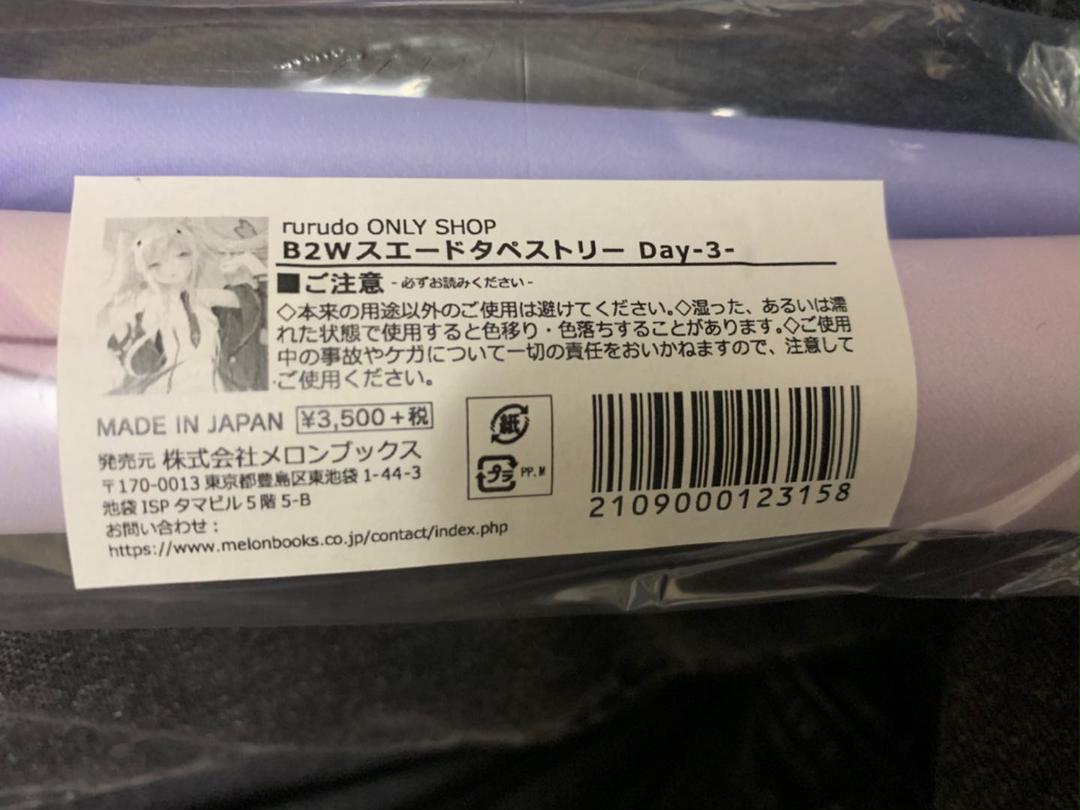 rurudo ONLY SHOP
B2Wスエードタペストリー Day-3-
■ご注意 -必ずお読みください-
◇本来の用途以外のご使用は避けてください。◇湿った、あるいは濡
れた状態で使用すると色移り・色落ちすることがあります。◇ご使用
中の事故やケガについて一切の責任をおいかねますので、注意して
ご使用ください。
MADE IN JAPAN ¥3,500+税
発売元 株式会社メロンブックス
〒170-0013 東京都豊島区東池袋 1-44-3
池袋 ISP タマビル 5 階 5-B
お問い合わせ：
https://www.melonbooks.co.jp/contact/index.php
紙
プラ PP.M
2109000123158